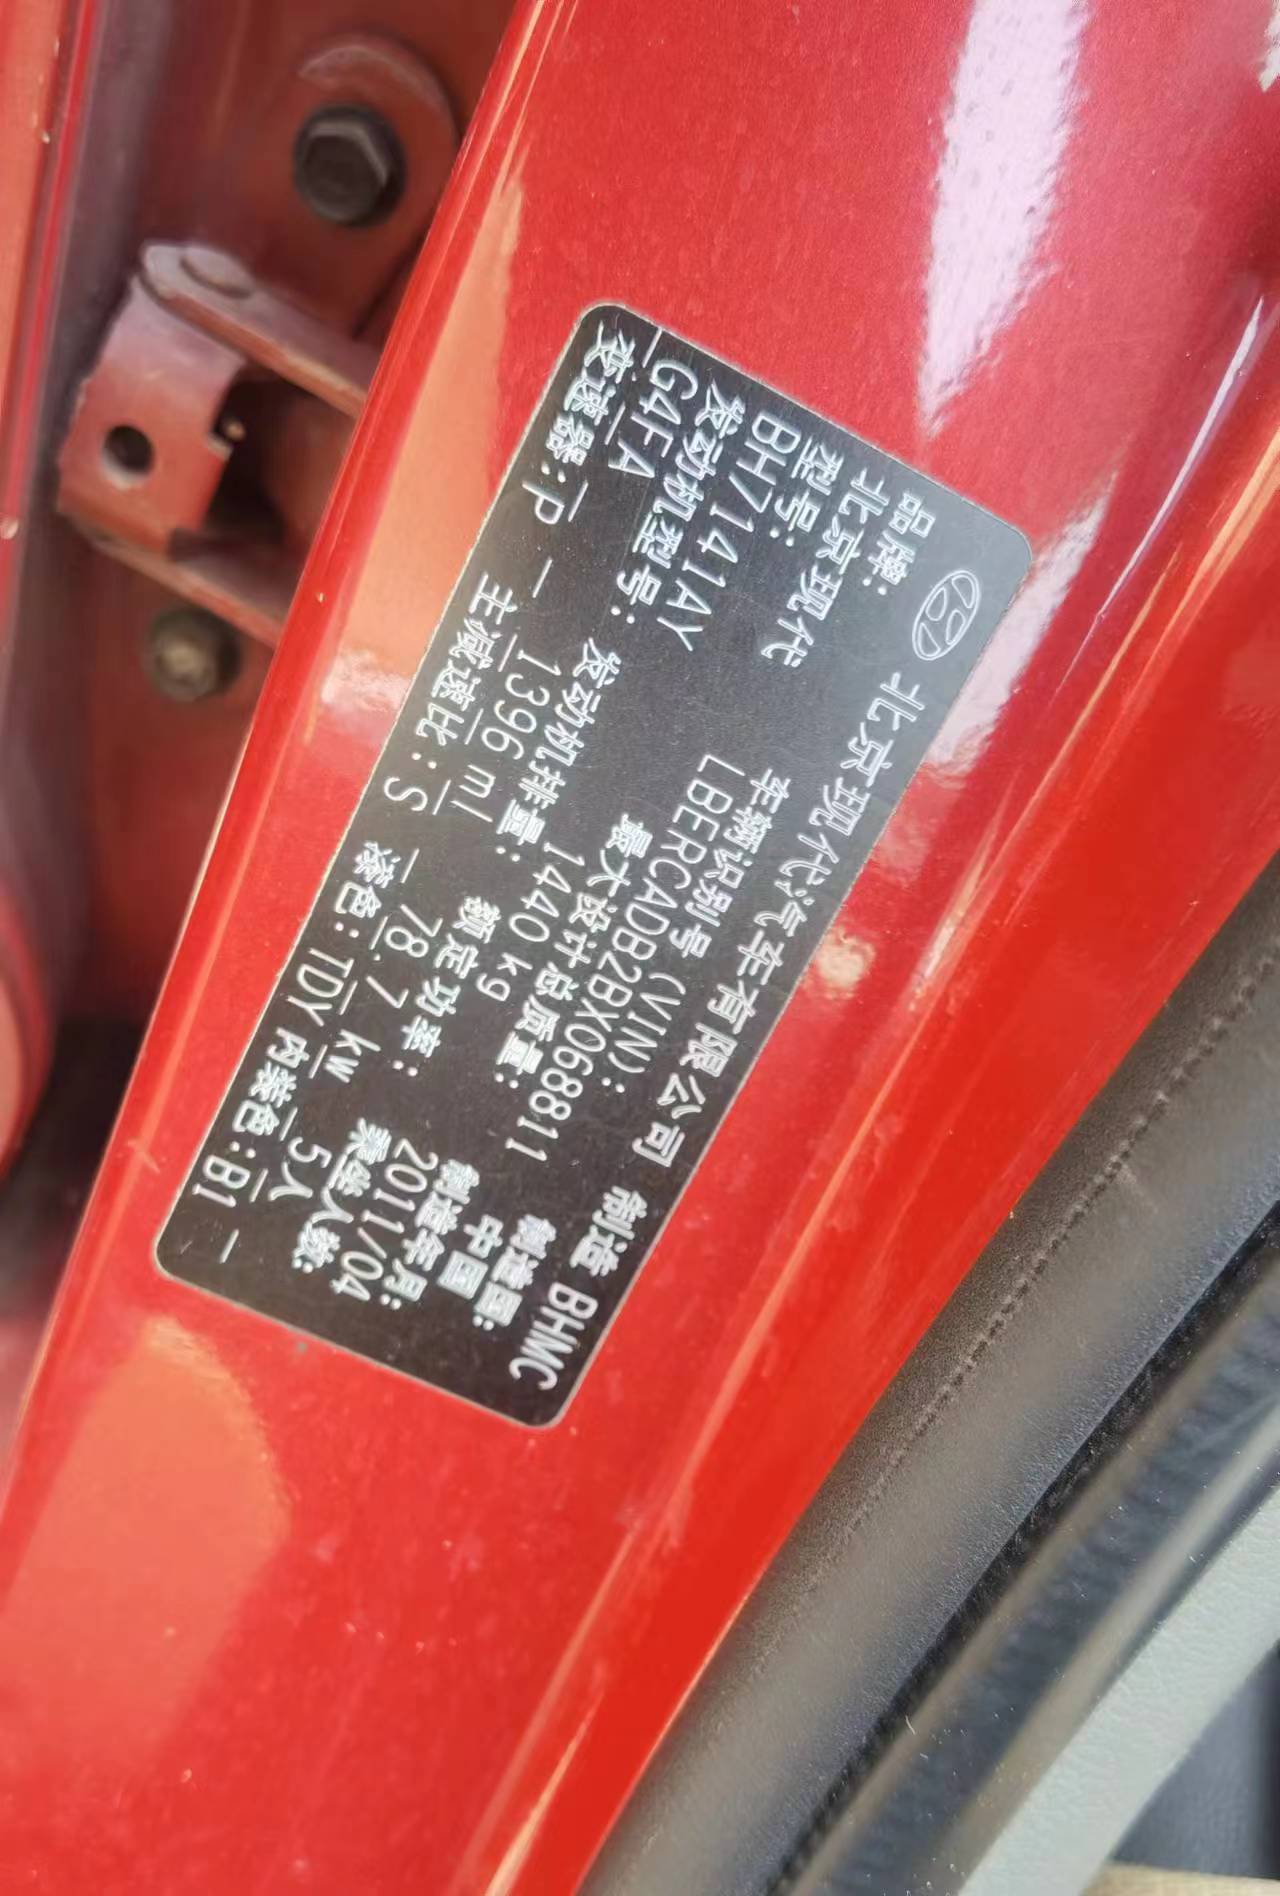 北京现代汽车有限公司 制造 BHMC
品牌: 车辆识别号 (VIN): 制造国:
北京现代 LBERCADB2BX068811 中国
型号: 最大设计总质量: 制造年月:
BH7141AY 1440 kg 2011/04
发动机型号: 发动机排量: 额定功率: 乘坐人数:
G4FA 1396 ml 78.7 kw 5人
变速器: P 主减速比: S 漆色: TDY 内装色: B1